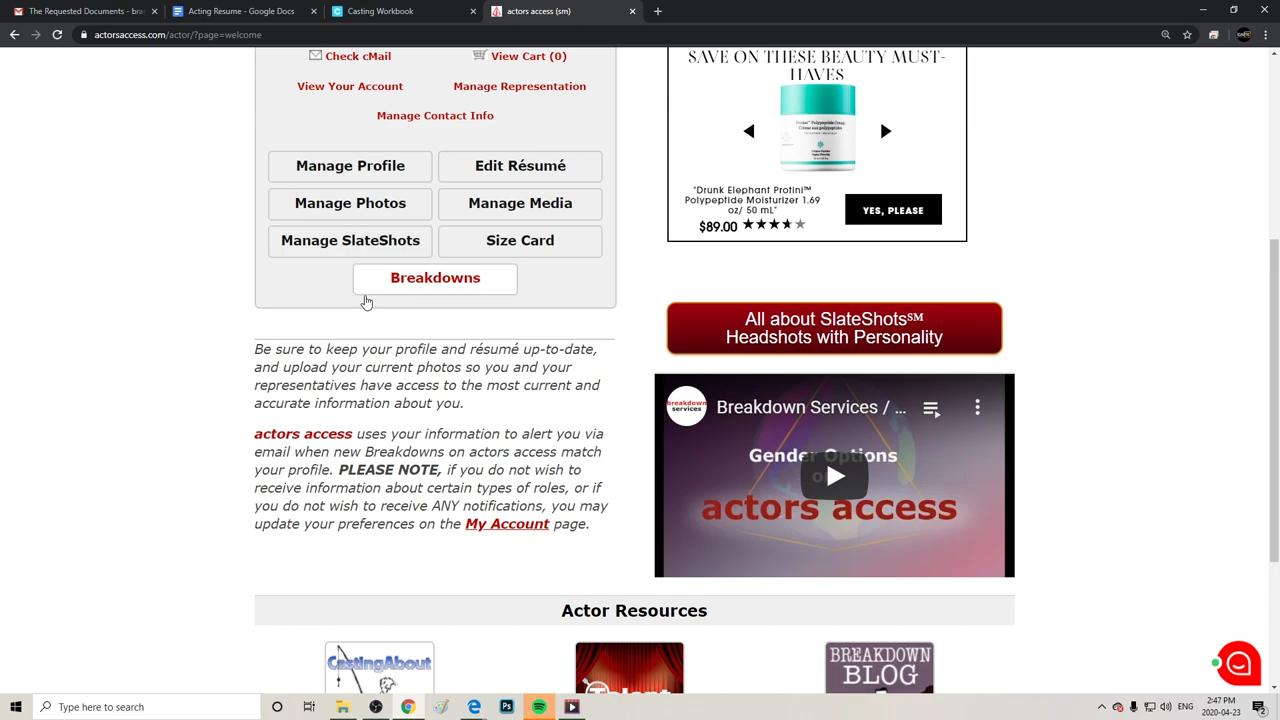 The Requested Documents - bra
Acting Resume - Google Docs
Casting Workbook
actors access (sm)
actorsaccess.com/actor/?page=welcome
Check cMail
View Cart (0)
View Your Account
Manage Representation
Manage Contact Info
Manage Profile
Edit Résumé
Manage Photos
Manage Media
Manage SlateShots
Size Card
Breakdowns
SAVE ON THESE BEAUTY MUST-
HAVES
"Drunk Elephant Protini™
Polypeptide Moisturizer 1.69
oz/ 50 mL"
$89.00
YES, PLEASE
All about SlateShots℠
Headshots with Personality
Be sure to keep your profile and résumé up-to-date,
and upload your current photos so you and your
representatives have access to the most current and
accurate information about you.
actors access uses your information to alert you via
email when new Breakdowns on actors access match
your profile. PLEASE NOTE, if you do not wish to
receive information about certain types of roles, or if
you do not wish to receive ANY notifications, you may
update your preferences on the My Account page.
breakdown
services
Breakdown Services / ...
Gender Options
actors access
Actor Resources
CastingAbout
Talent
BREAKDOWN
BLOG
Type here to search
Ps
ENG
2:47 PM
2020-04-23
2